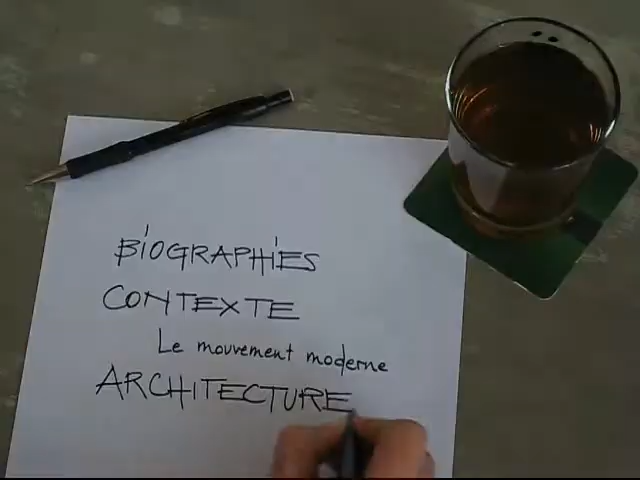 BiOGRAPHiES
CONTEXTE
Le mouvement moderne
ARCHITECTURE